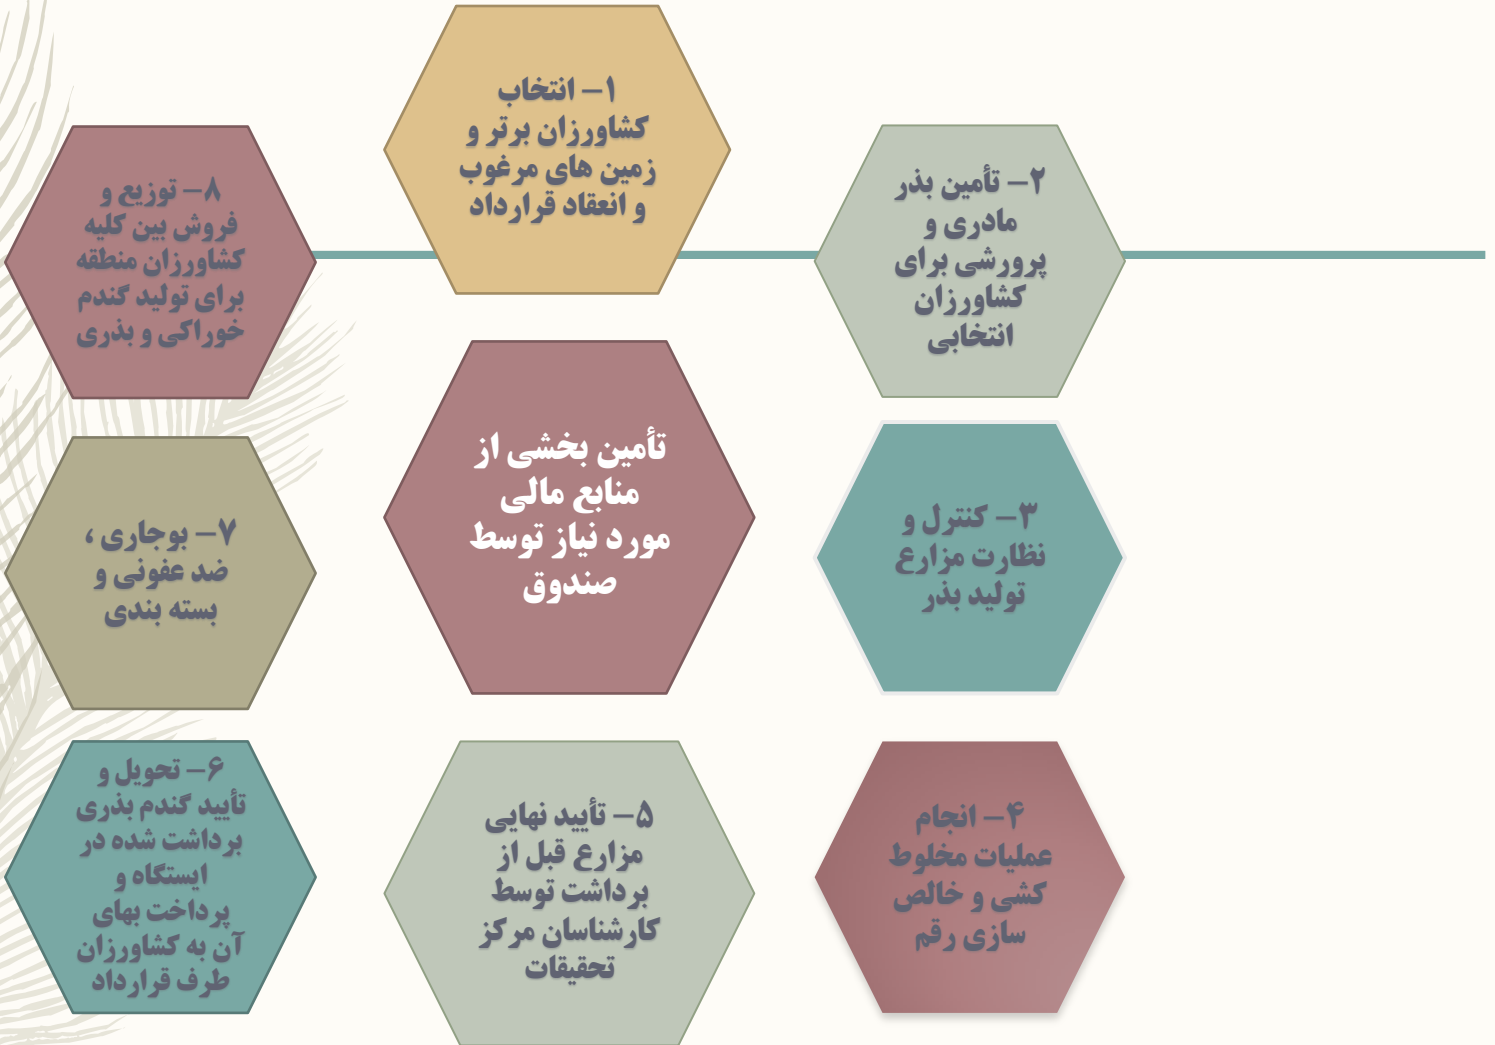 ۱- انتخاب
کشاورزان برتر و
زمین های مرغوب
و انعقاد قرارداد
۲- تأمین بذر
مادری و
پرورشی برای
کشاورزان
انتخابی
۳- کنترل و
نظارت مزارع
تولید بذر
۴- انجام
عملیات مخلوط
کشی و خالص
سازی رقم
۵- تأیید نهایی
مزارع قبل از
برداشت توسط
کارشناسان مرکز
تحقیقات
۶- تحویل و
تأیید گندم بذری
برداشت شده در
ایستگاه و
پرداخت بهای
آن به کشاورزان
طرف قرارداد
۷- بوجاری ،
ضد عفونی و
بسته بندی
۸- توزیع و
فروش بین کلیه
کشاورزان منطقه
برای تولید گندم
خوراکی و بذری
تأمین بخشی از
منابع مالی
مورد نیاز توسط
صندوق